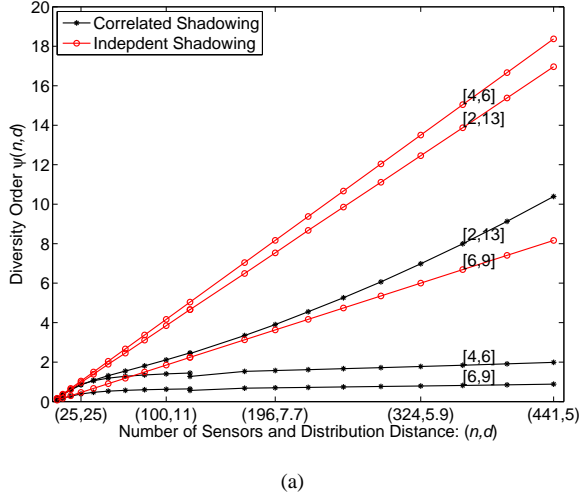 20
18
16
14
12
10
8
6
4
2
0
Diversity Order ψ(n,d)
Correlated Shadowing
Indepdent Shadowing
[4,6]
[2,13]
[2,13]
[6,9]
[4,6]
[6,9]
(25,25) (100,11) (196,7.7) (324,5.9) (441,5)
Number of Sensors and Distribution Distance: (n,d)
(a)